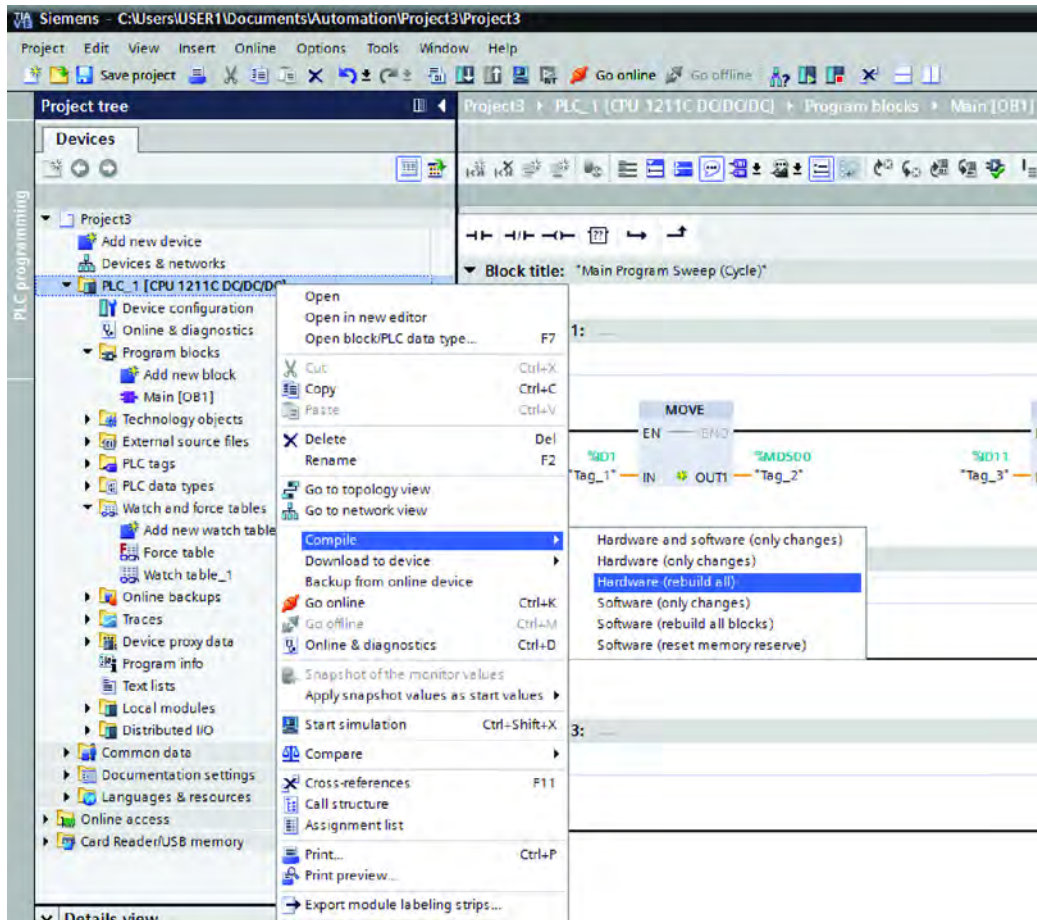 Siemens - C:\Users\USER1\Documents\Automation\Project3\Project3
Project Edit View Insert Online Options Tools Window Help
Save project Go online Go offline
Project tree
Project3 PLC_1 [CPU 1211C DC/DC/DC] Program blocks Main [OB1]
Devices
PLC programming
Project3
Add new device
Devices & networks
PLC_1 [CPU 1211C DC/DC/DC]
Device configuration
Online & diagnostics
Program blocks
Add new block
Main [OB1]
Technology objects
External source files
PLC tags
PLC data types
Watch and force tables
Add new watch table
Force table
Watch table_1
Online backups
Traces
Device proxy data
Program info
Text lists
Local modules
Distributed I/O
Common data
Documentation settings
Languages & resources
Online access
Card Reader/USB memory
Details view
Open
Open in new editor
Open block/PLC data type... F7
Cut Ctrl+X
Copy Ctrl+C
Paste Ctrl+V
Delete Del
Rename F2
Go to topology view
Go to network view
Compile
Download to device
Backup from online device
Go online Ctrl+K
Go offline Ctrl+M
Online & diagnostics Ctrl+D
Snapshot of the monitor values
Apply snapshot values as start values
Start simulation Ctrl+Shift+X
Compare
Cross-references F11
Call structure
Assignment list
Print... Ctrl+P
Print preview...
Export module labeling strips...
Hardware and software (only changes)
Hardware (only changes)
Hardware (rebuild all)
Software (only changes)
Software (rebuild all blocks)
Software (reset memory reserve)
??
Block title: "Main Program Sweep (Cycle)"
1: ....
MOVE
EN ENO
%ID1 %MD500 %ID11
"Tag_1" IN OUT1 "Tag_2" "Tag_3"
3: ....